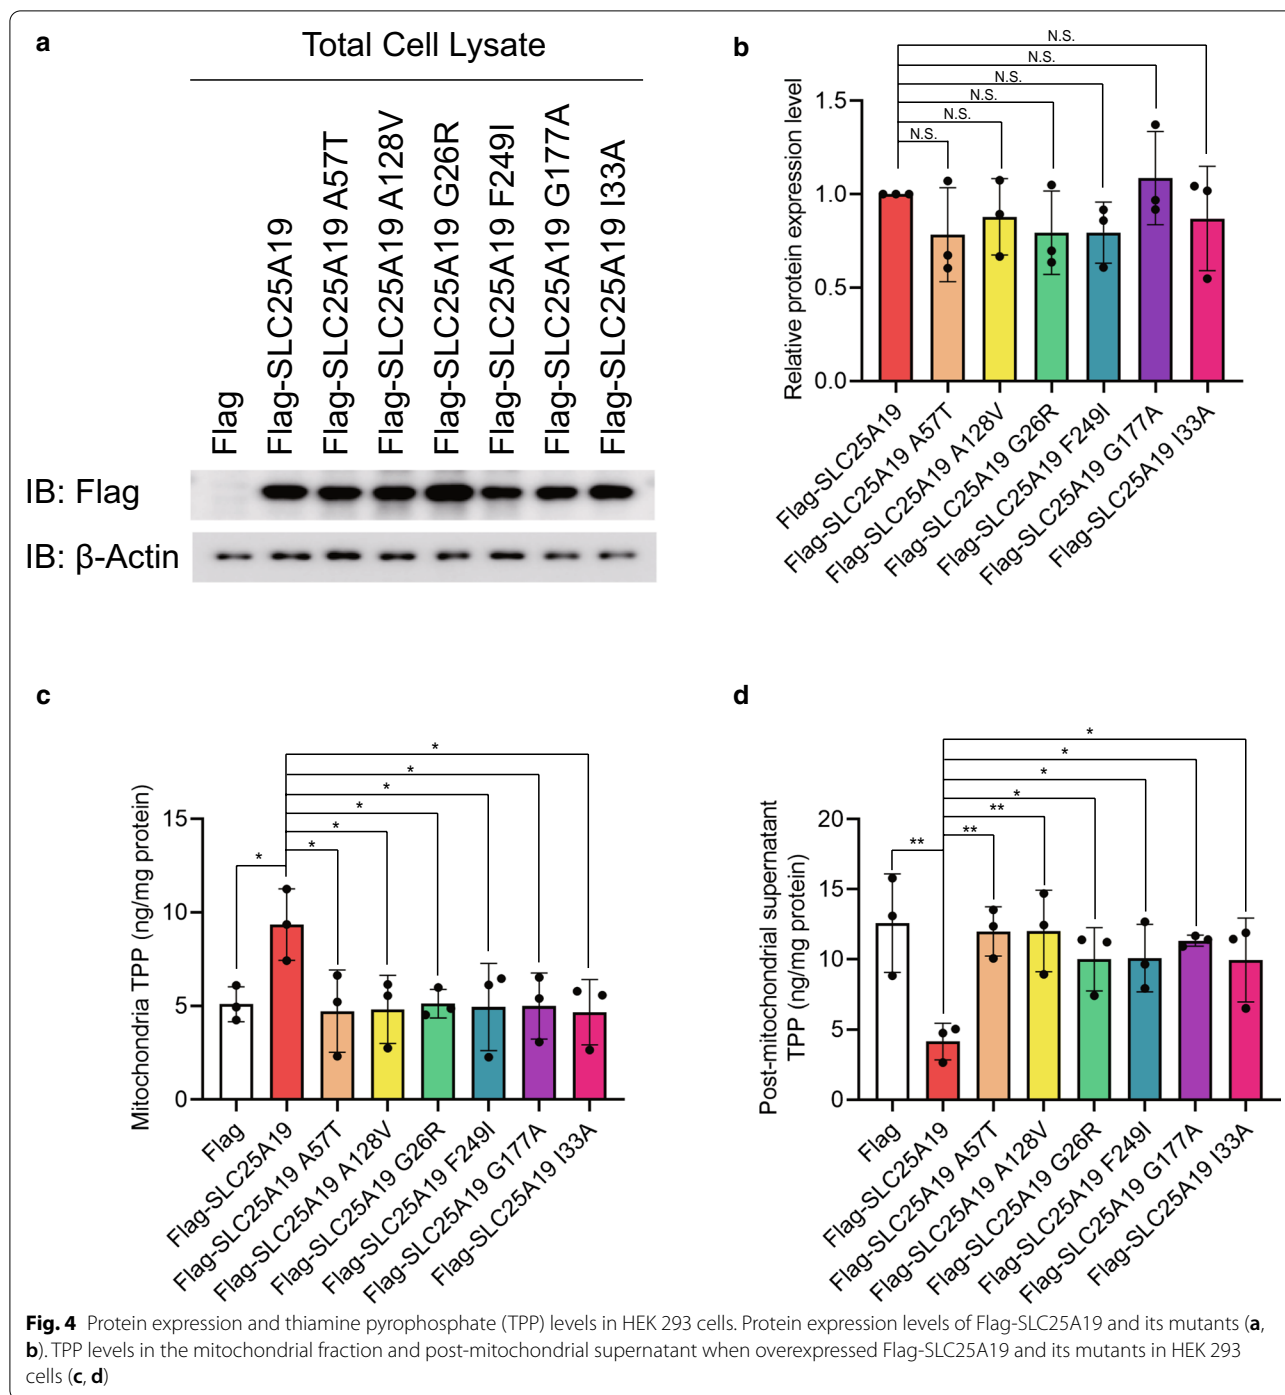 a
Total Cell Lysate
Flag
Flag-SLC25A19
Flag-SLC25A19 A57T
Flag-SLC25A19 A128V
Flag-SLC25A19 G26R
Flag-SLC25A19 F249I
Flag-SLC25A19 G177A
Flag-SLC25A19 I33A
IB: Flag
IB: β-Actin
b
N.S.
N.S.
N.S.
N.S.
N.S.
N.S.
Relative protein expression level
1.5
1.0
0.5
0.0
Flag-SLC25A19
Flag-SLC25A19 A57T
Flag-SLC25A19 A128V
Flag-SLC25A19 G26R
Flag-SLC25A19 F249I
Flag-SLC25A19 G177A
Flag-SLC25A19 I33A
c
*
*
*
*
*
*
*
Mitochondria TPP (ng/mg protein)
15
10
5
0
Flag
Flag-SLC25A19
Flag-SLC25A19 A57T
Flag-SLC25A19 A128V
Flag-SLC25A19 G26R
Flag-SLC25A19 F249I
Flag-SLC25A19 G177A
Flag-SLC25A19 I33A
d
*
*
*
*
**
**
**
Post-mitochondrial supernatant
TPP (ng/mg protein)
20
15
10
5
0
Flag
Flag-SLC25A19
Flag-SLC25A19 A57T
Flag-SLC25A19 A128V
Flag-SLC25A19 G26R
Flag-SLC25A19 F249I
Flag-SLC25A19 G177A
Flag-SLC25A19 I33A
Fig. 4 Protein expression and thiamine pyrophosphate (TPP) levels in HEK 293 cells. Protein expression levels of Flag-SLC25A19 and its mutants (a,
b). TPP levels in the mitochondrial fraction and post-mitochondrial supernatant when overexpressed Flag-SLC25A19 and its mutants in HEK 293
cells (c, d)